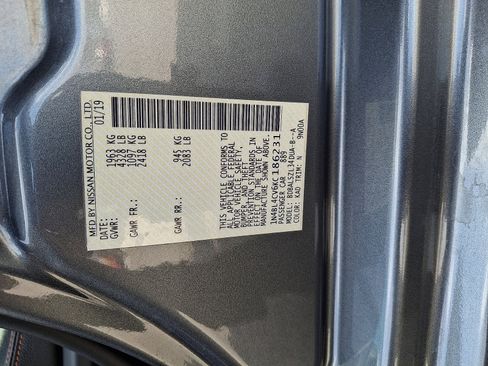 MFD BY NISSAN MOTOR CO., LTD.
DATE: 01/19
GVWR: 1963 KG
4328 LB
GAWR FR.: 1097 KG
2418 LB
GAWR RR.: 945 KG
2083 LB
THIS VEHICLE CONFORMS TO
ALL APPLICABLE FEDERAL
MOTOR VEHICLE SAFETY,
BUMPER, AND THEFT
PREVENTION STANDARDS IN
EFFECT ON THE DATE OF
MANUFACTURE SHOWN ABOVE.
1N4BL4CV6KC186231
PASSENGER CAR 889
MODEL: BDBALSZL34DUA-B--A
COLOR: KAD TRIM: N 9N00A